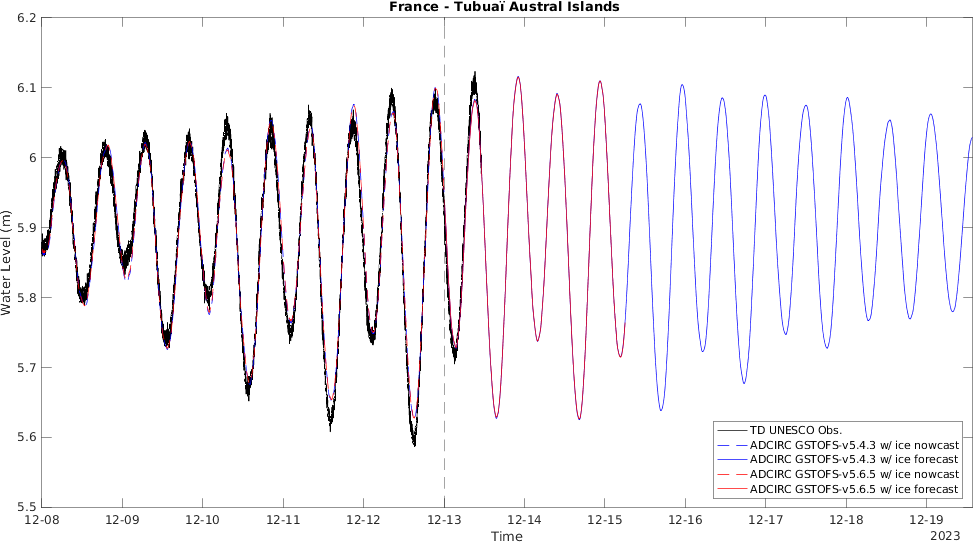 France - Tubuaï Austral Islands
6.2
6.1
6
5.9
5.8
5.7
5.6
5.5
Water Level (m)
TD UNESCO Obs.
ADCIRC GSTOFS-v5.4.3 w/ ice nowcast
ADCIRC GSTOFS-v5.4.3 w/ ice forecast
ADCIRC GSTOFS-v5.6.5 w/ ice nowcast
ADCIRC GSTOFS-v5.6.5 w/ ice forecast
12-08 12-09 12-10 12-11 12-12 12-13 12-14 12-15 12-16 12-17 12-18 12-19
Time
2023